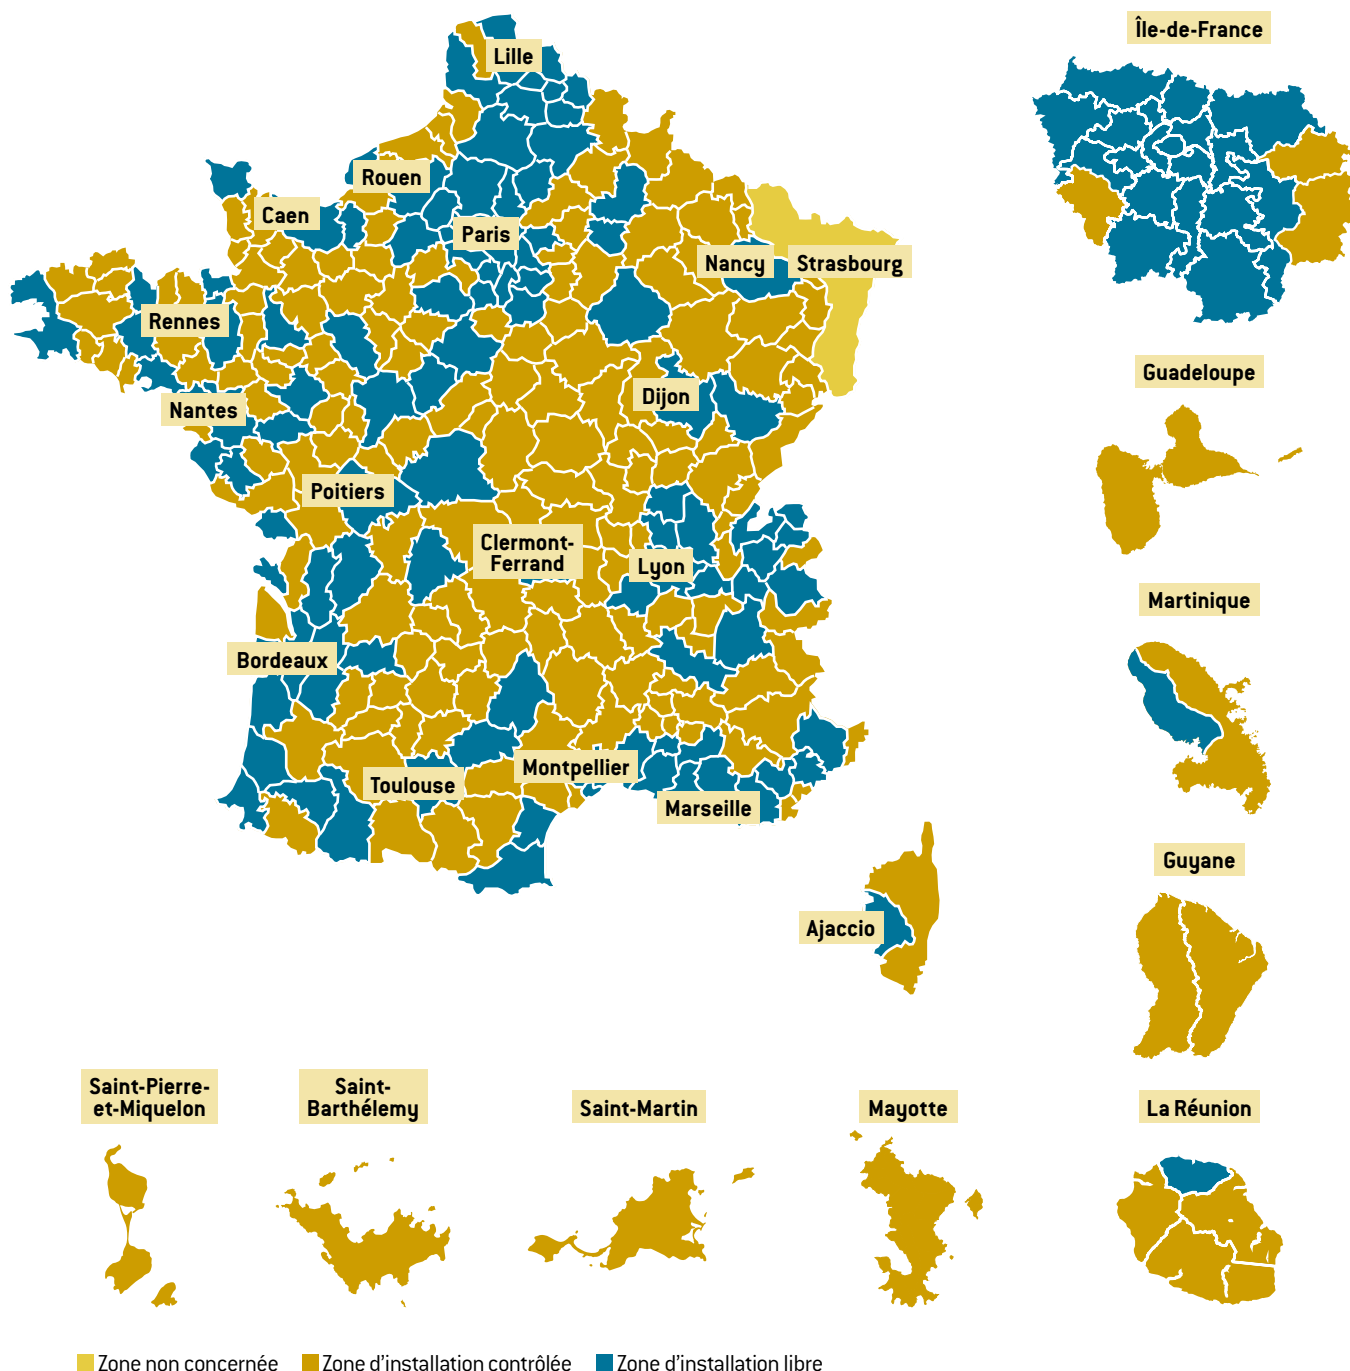 Île-de-France
Lille
Rouen
Caen
Paris
Nancy
Strasbourg
Rennes
Guadeloupe
Dijon
Nantes
Poitiers
Clermont-
Ferrand
Lyon
Martinique
Bordeaux
Montpellier
Toulouse
Marseille
Guyane
Ajaccio
Saint-Pierre-
et-Miquelon
Saint-
Barthélemy
Saint-Martin
Mayotte
La Réunion
Zone non concernée
Zone d’installation contrôlée
Zone d’installation libre